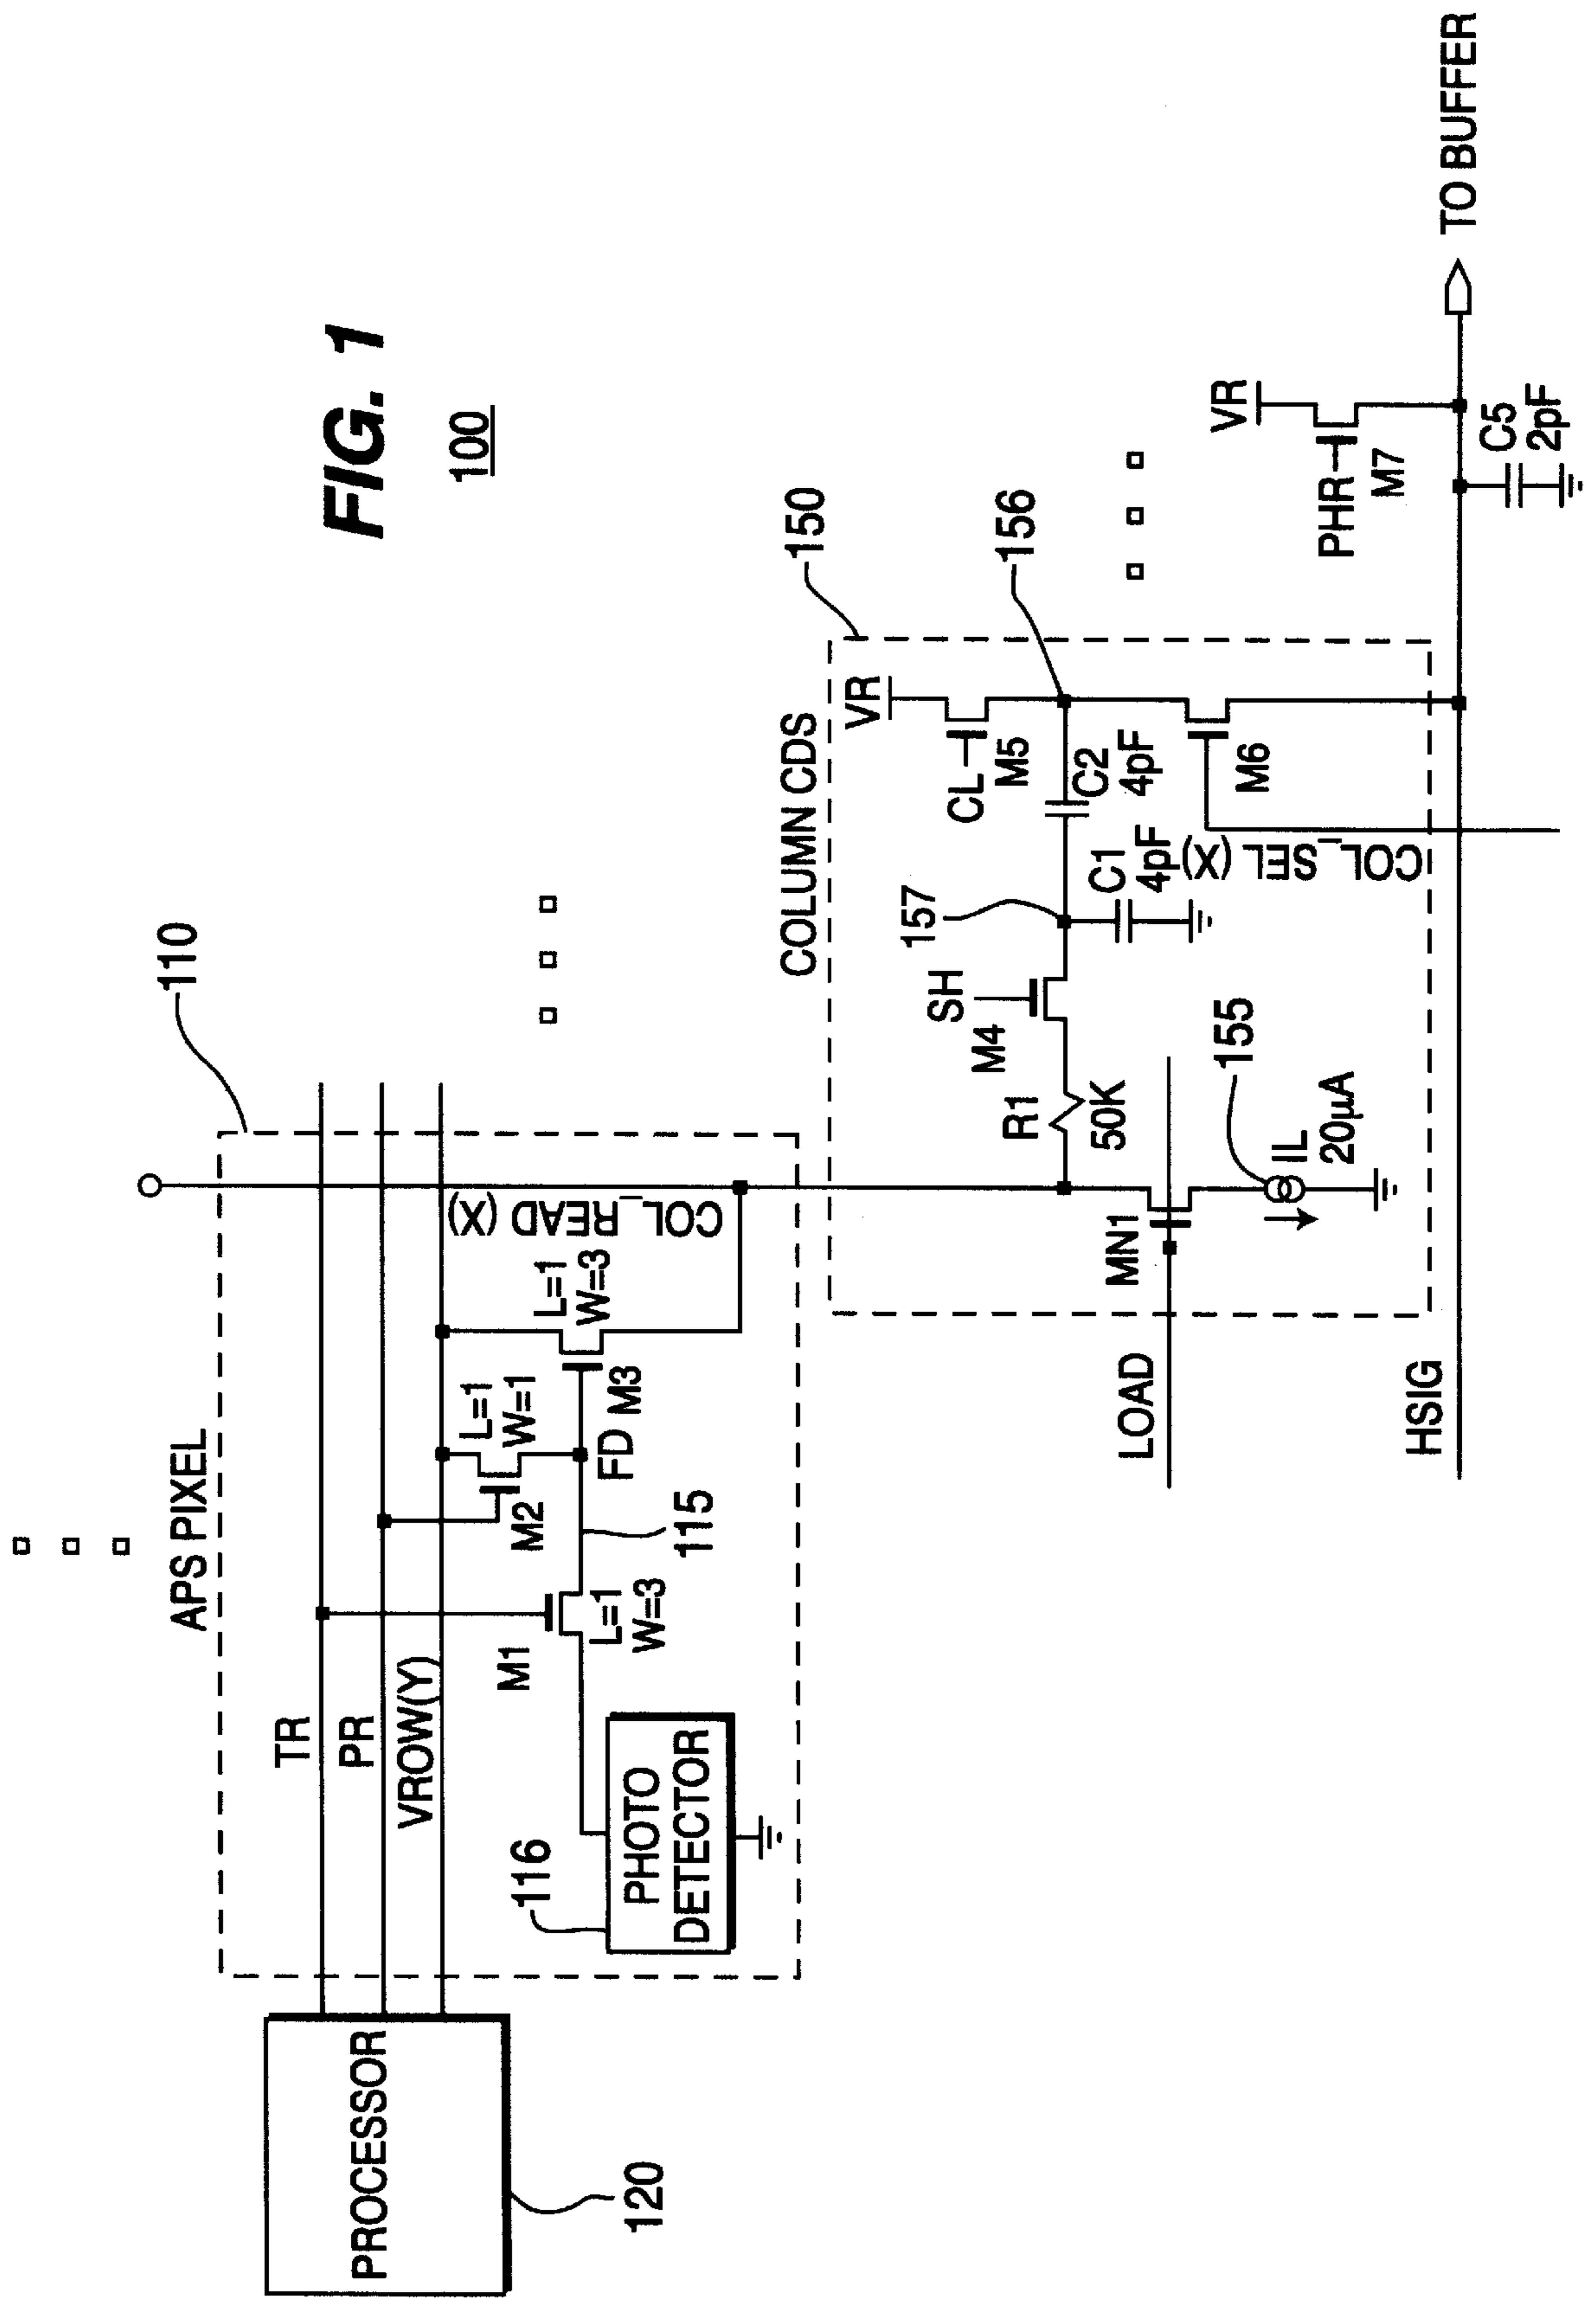 FIG. 1
100
APS PIXEL
110
TR
PR
VROW(Y)
PROCESSOR
120
M1
L=1
W=3
M2
L=1
W=1
L=1
W=3
FD
M3
115
116
PHOTO
DETECTOR
COL_READ (X)
COLUMN CDS
150
VR
CL
M5
156
157
SH
M4
R1
50K
C1
4pF
C2
4pF
M6
COL_SEL (X)
LOAD
MN1
IL
20μA
155
HSIG
VR
PHR
M7
C5
2pF
TO BUFFER